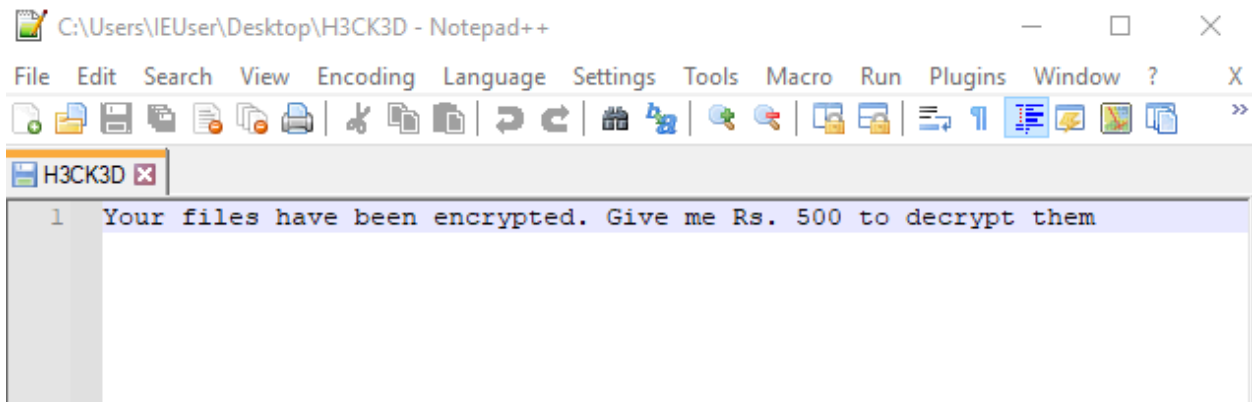 C:\Users\IEUser\Desktop\H3CK3D - Notepad++
File Edit Search View Encoding Language Settings Tools Macro Run Plugins Window ? X
H3CK3D
1 Your files have been encrypted. Give me Rs. 500 to decrypt them